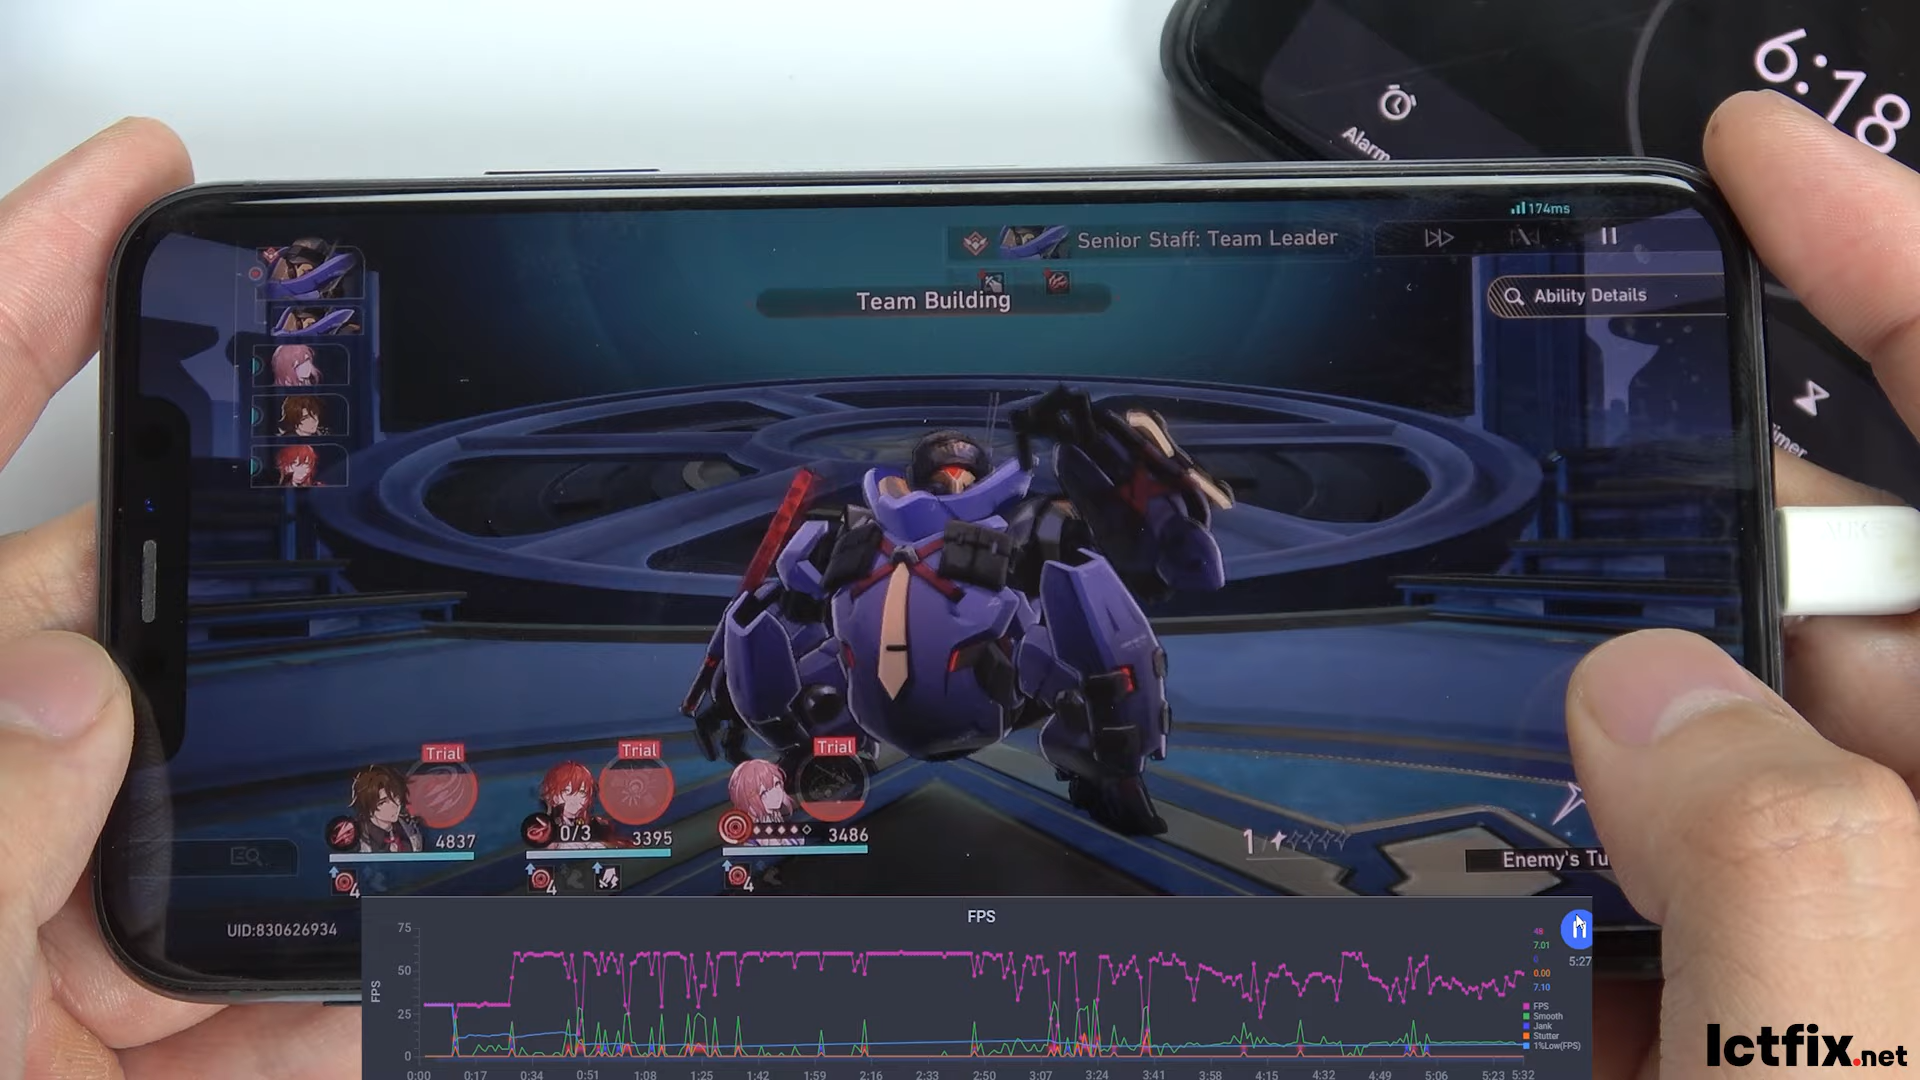 6:18
Alarm
174ms
Senior Staff: Team Leader
Team Building
Ability Details
Trial
Trial
Trial
4837
0/3
3395
3486
4
4
4
1
Enemy's Tu
UID:830626934
FPS
75
50
25
0
FPS
48
7.01
0
0.00
7.10
5:27
FPS
Smooth
Jank
Stutter
1%Low(FPS)
0:00 0:17 0:34 0:51 1:08 1:25 1:42 1:59 2:16 2:33 2:50 3:07 3:24 3:41 3:58 4:15 4:32 4:49 5:06 5:23 5:32
Ictfix.net